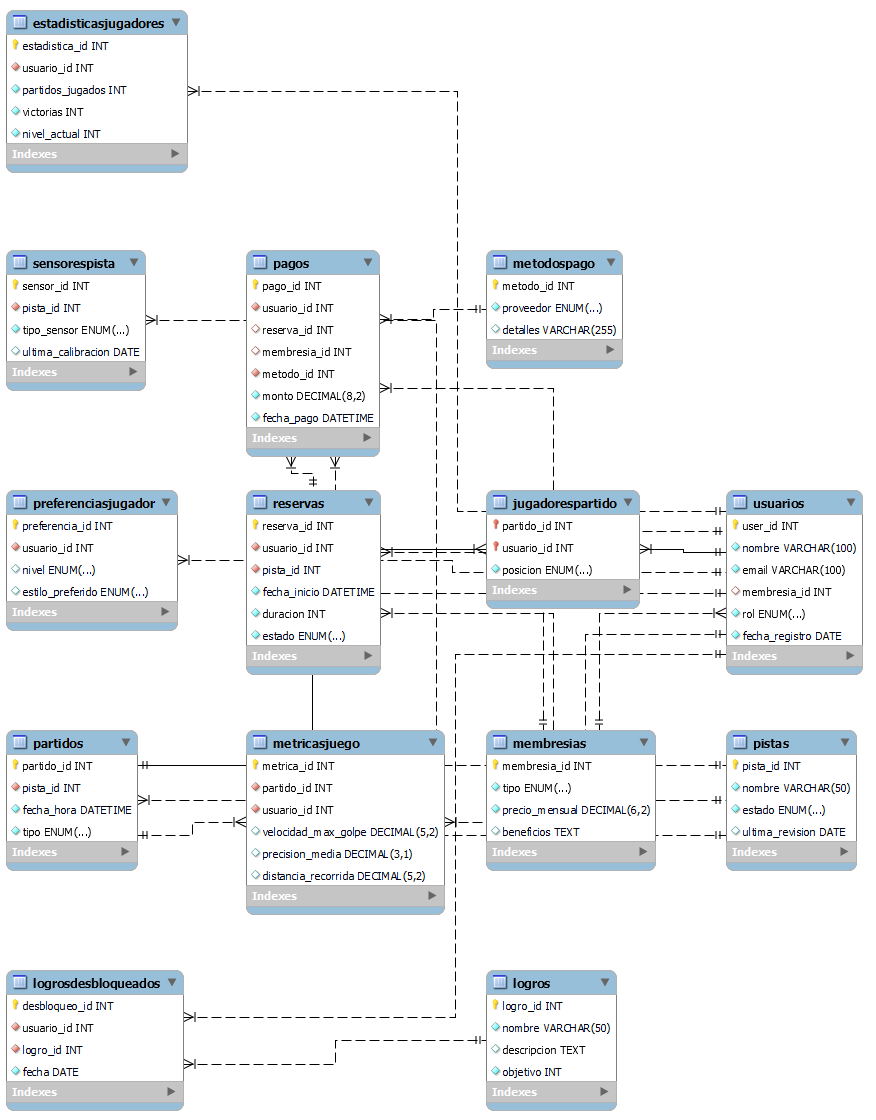 estadisticasjugadores
estadistica_id INT
usuario_id INT
partidos_jugados INT
victorias INT
nivel_actual INT
Indexes
sensorespista
sensor_id INT
pista_id INT
tipo_sensor ENUM(...)
ultima_calibracion DATE
Indexes
pagos
pago_id INT
usuario_id INT
reserva_id INT
membresia_id INT
metodo_id INT
monto DECIMAL(8,2)
fecha_pago DATETIME
Indexes
metodospago
metodo_id INT
proveedor ENUM(...)
detalles VARCHAR(255)
Indexes
preferenciasjugador
preferencia_id INT
usuario_id INT
nivel ENUM(...)
estilo_preferido ENUM(...)
Indexes
reservas
reserva_id INT
usuario_id INT
pista_id INT
fecha_inicio DATETIME
duracion INT
estado ENUM(...)
Indexes
jugadorespartido
partido_id INT
usuario_id INT
posicion ENUM(...)
Indexes
usuarios
user_id INT
nombre VARCHAR(100)
email VARCHAR(100)
membresia_id INT
rol ENUM(...)
fecha_registro DATE
Indexes
partidos
partido_id INT
pista_id INT
fecha_hora DATETIME
tipo ENUM(...)
Indexes
metricasjuego
metrica_id INT
partido_id INT
usuario_id INT
velocidad_max_golpe DECIMAL(5,2)
precision_media DECIMAL(3,1)
distancia_recorrida DECIMAL(5,2)
Indexes
membresias
membresia_id INT
tipo ENUM(...)
precio_mensual DECIMAL(6,2)
beneficios TEXT
Indexes
pistas
pista_id INT
nombre VARCHAR(50)
estado ENUM(...)
ultima_revision DATE
Indexes
logrosdesbloqueados
desbloqueo_id INT
usuario_id INT
logro_id INT
fecha DATE
Indexes
logros
logro_id INT
nombre VARCHAR(50)
descripcion TEXT
objetivo INT
Indexes